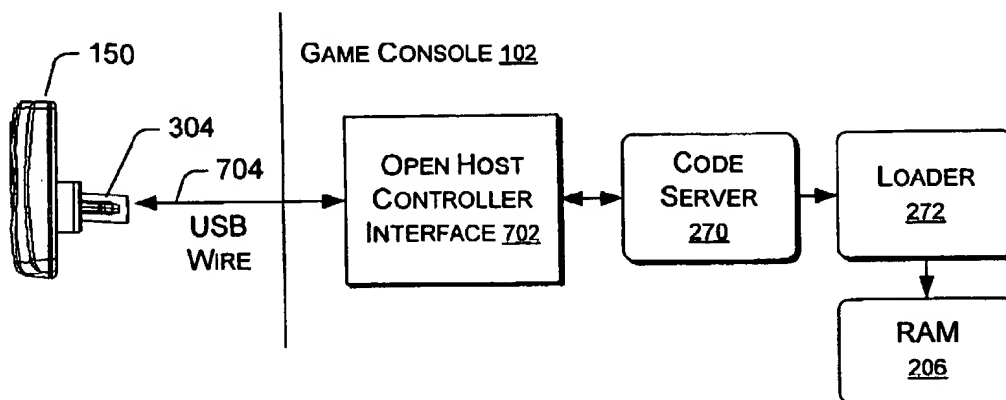 150
304
704
USB
WIRE
GAME CONSOLE 102
OPEN HOST
CONTROLLER
INTERFACE 702
CODE
SERVER
270
LOADER
272
RAM
206